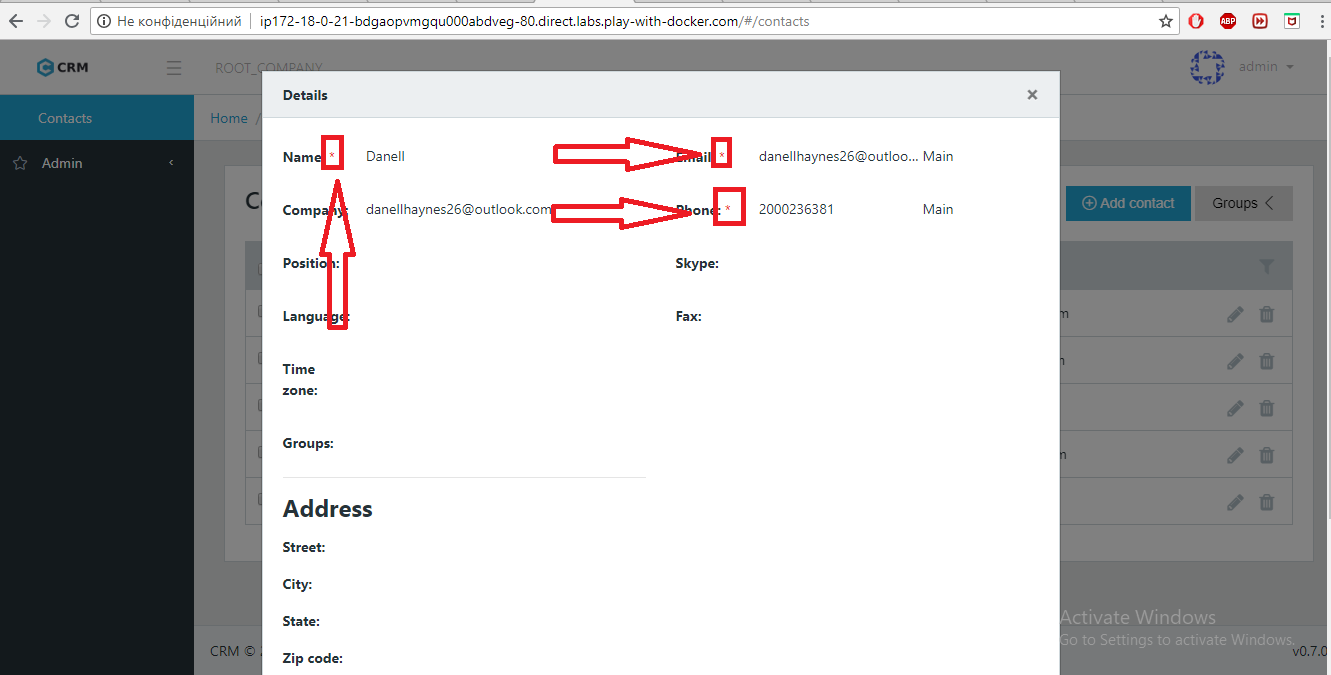 Не конфіденційний ip172-18-0-21-bdgaopvmgqu000abdveg-80.direct.labs.play-with-docker.com/#/contacts
CRM ROOT_COMPANY admin
Contacts
Admin
Home /
Add contact
Groups
Details ×
Name * Danell
Email * danellhaynes26@outloo... Main
Company: danellhaynes26@outlook.com
Phone: * 2000236381 Main
Position:
Skype:
Language:
Fax:
Time
zone:
Groups:
Address
Street:
City:
State:
Zip code:
Activate Windows
Go to Settings to activate Windows.
CRM ©
v0.7.0